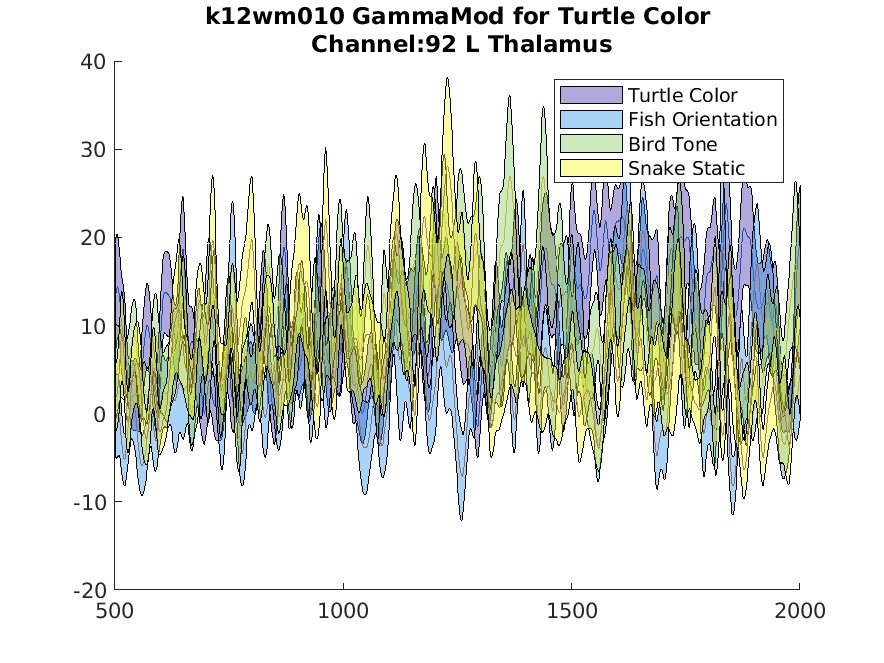 k12wm010 GammaMod for Turtle Color
Channel:92 L Thalamus
40
30
20
10
0
-10
-20
500
1000
1500
2000
Turtle Color
Fish Orientation
Bird Tone
Snake Static